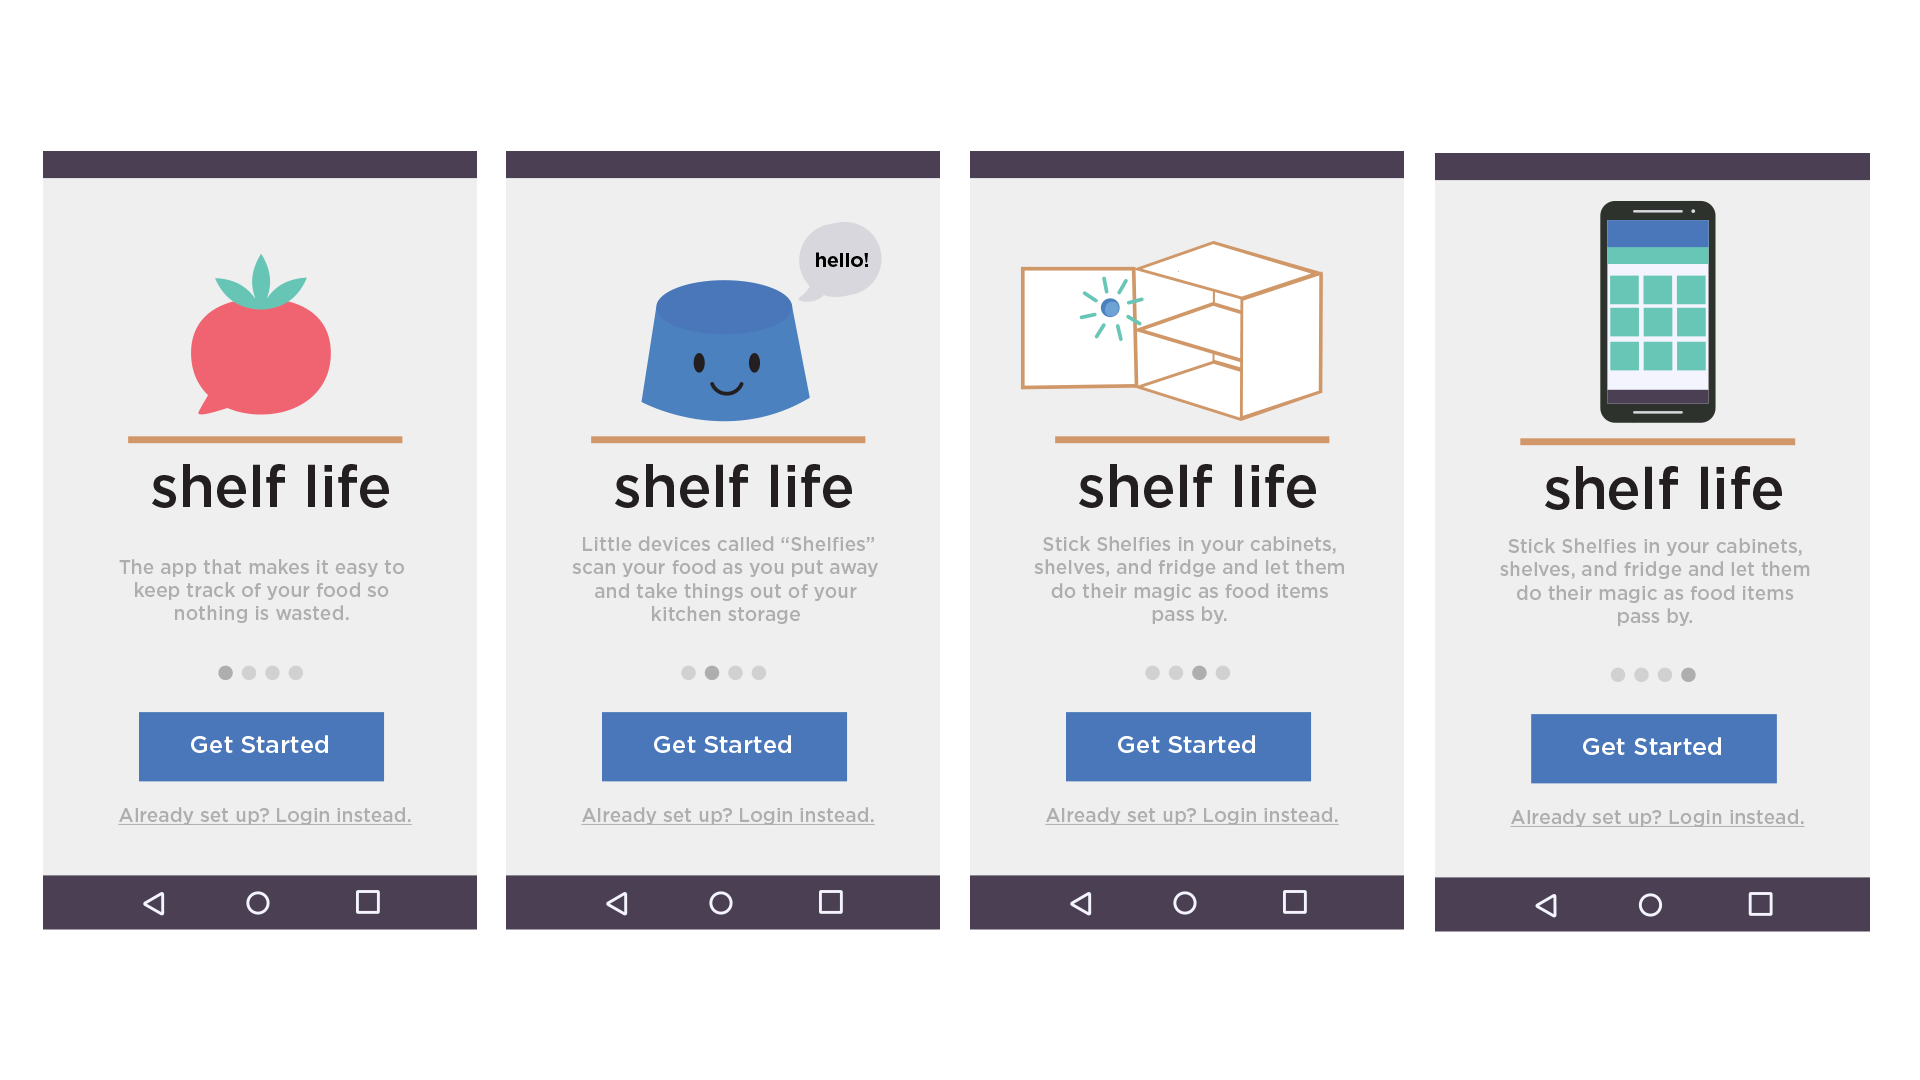 shelf life
The app that makes it easy to
keep track of your food so
nothing is wasted.
Get Started
Already set up? Login instead.
hello!
shelf life
Little devices called “Shelfies”
scan your food as you put away
and take things out of your
kitchen storage
Get Started
Already set up? Login instead.
shelf life
Stick Shelfies in your cabinets,
shelves, and fridge and let them
do their magic as food items
pass by.
Get Started
Already set up? Login instead.
shelf life
Stick Shelfies in your cabinets,
shelves, and fridge and let them
do their magic as food items
pass by.
Get Started
Already set up? Login instead.